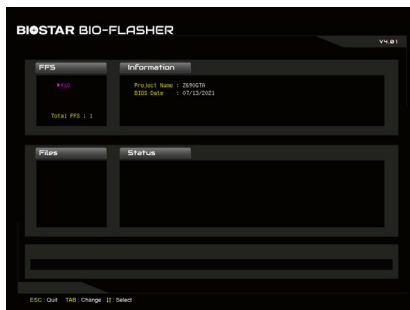 BIOSTAR BIO-FLASHER
V4.01
FFS
Information
Project Name : Z690GTA
BIOS Date : 07/13/2021
Total FFS : 1
Files
Status
ESC : Quit TAB : Change : Select